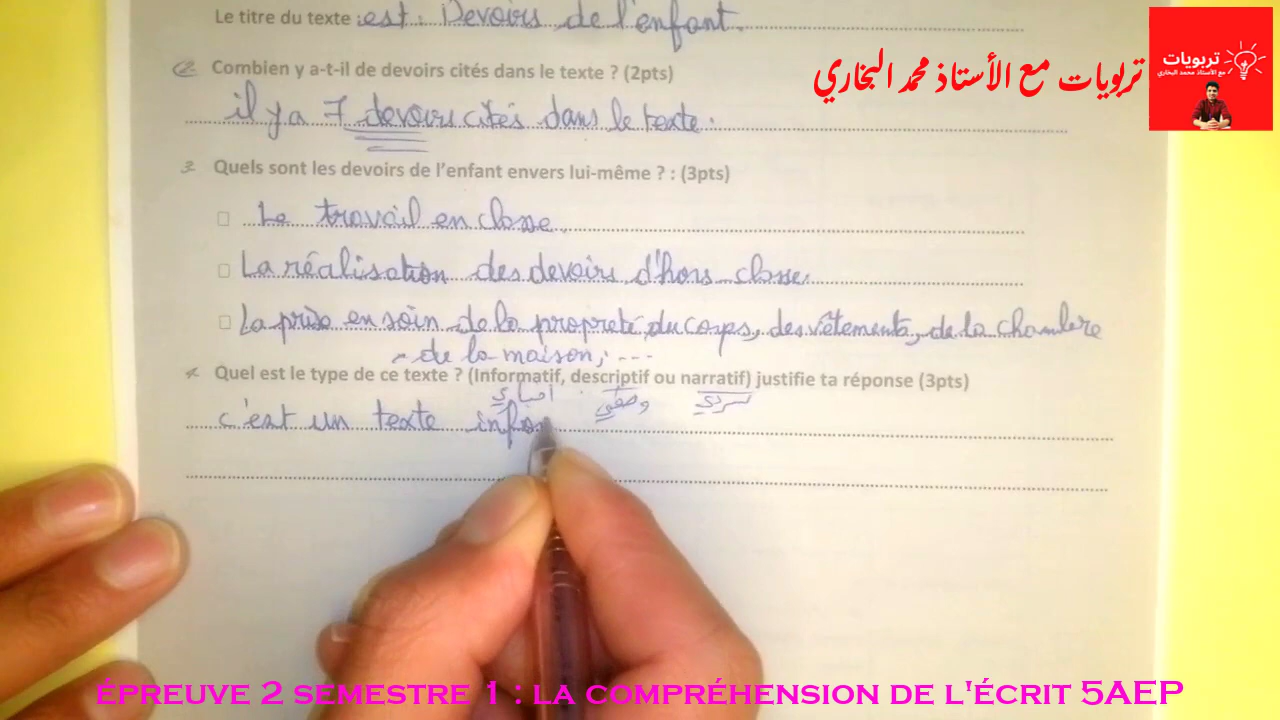 Le titre du texte : est : Devoirs de l'enfant.
تربويات مع الأستاذ محمد البخاري
تربويات
مع الأستاذ محمد البخاري
2 Combien y a-t-il de devoirs cités dans le texte ? (2pts)
il y a 7 devoirs cités dans le texte.
3 Quels sont les devoirs de l'enfant envers lui-même ? : (3pts)
Le travail en classe.
La réalisation des devoirs d'hors classe.
La prise en soin de la propreté du corps, des vêtements, de la chambre
de la maison, ...
4 Quel est le type de ce texte ? (Informatif, descriptif ou narratif) justifie ta réponse (3pts)
اخباري وصفي سردي
c'est un texte infor
épreuve 2 semestre 1 : la compréhension de l'écrit 5AEP